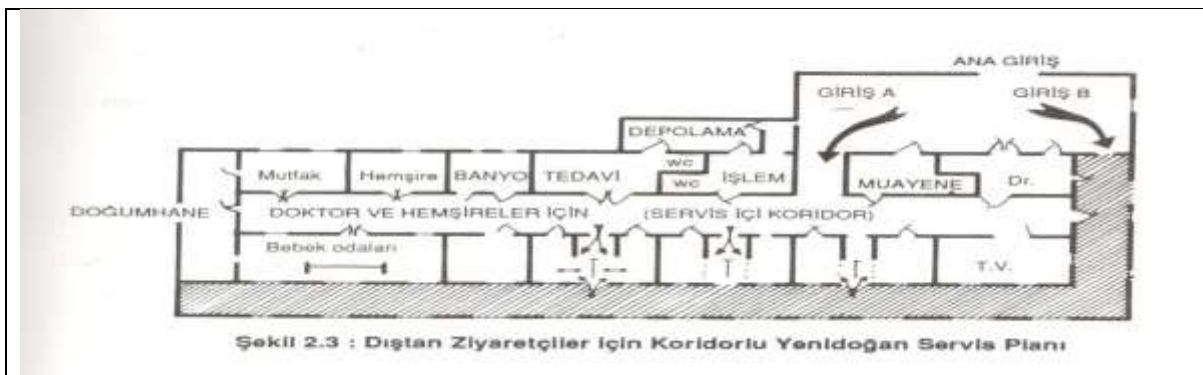 ANA GİRİŞ
GİRİŞ A
GİRİŞ B
DEPOLAMA
wc
Mutfak
Hemşire
BANYO
TEDAVİ
wc
İŞLEM
MUAYENE
Dr.
DOĞUMHANE
DOKTOR VE HEMŞİRELER İÇİN
(SERVİS İÇİ KORİDOR)
Bebek odaları
T
T
T
T.V.
Şekil 2.3 : Dıştan Ziyaretçiler için Koridorlu Yenidoğan Servis Planı